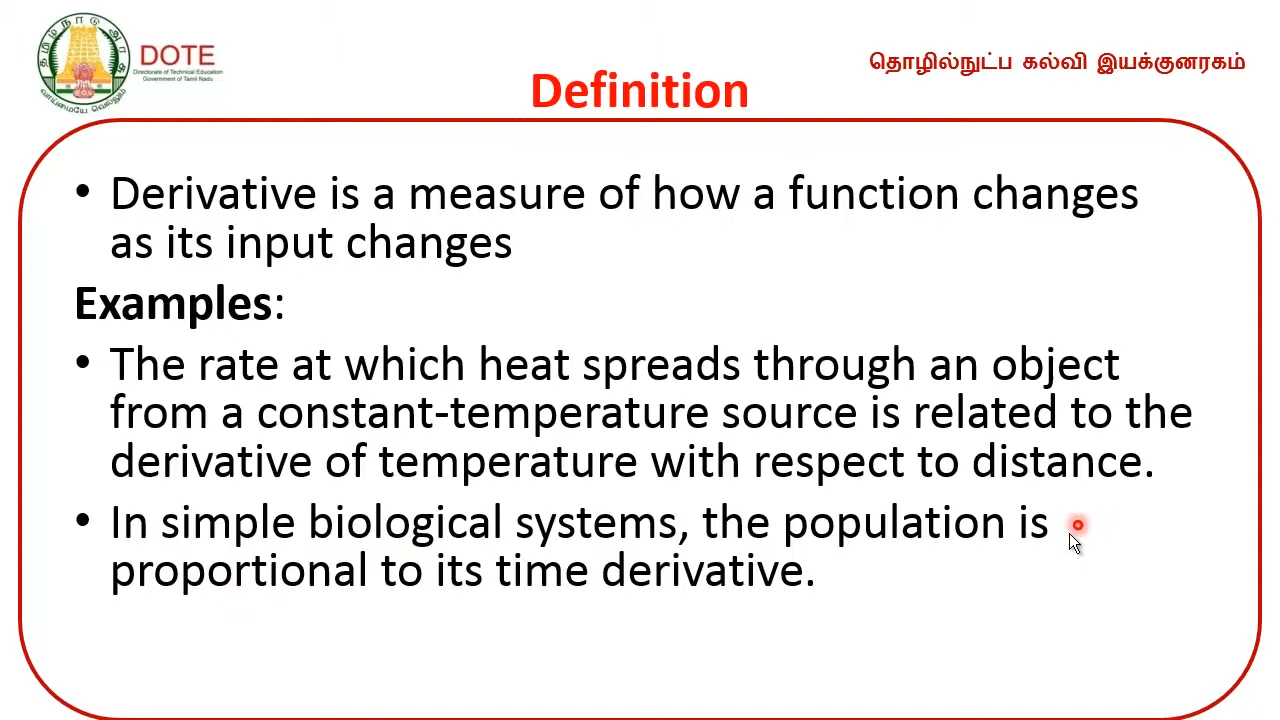 தமிழ்நாடு அரசு
வாய்மையே வெல்லும்
DOTE
Directorate of Technical Education
Government of Tamil Nadu
தொழில்நுட்ப கல்வி இயக்குனரகம்
Definition
• Derivative is a measure of how a function changes
as its input changes
Examples:
• The rate at which heat spreads through an object
from a constant-temperature source is related to the
derivative of temperature with respect to distance.
• In simple biological systems, the population is
proportional to its time derivative.